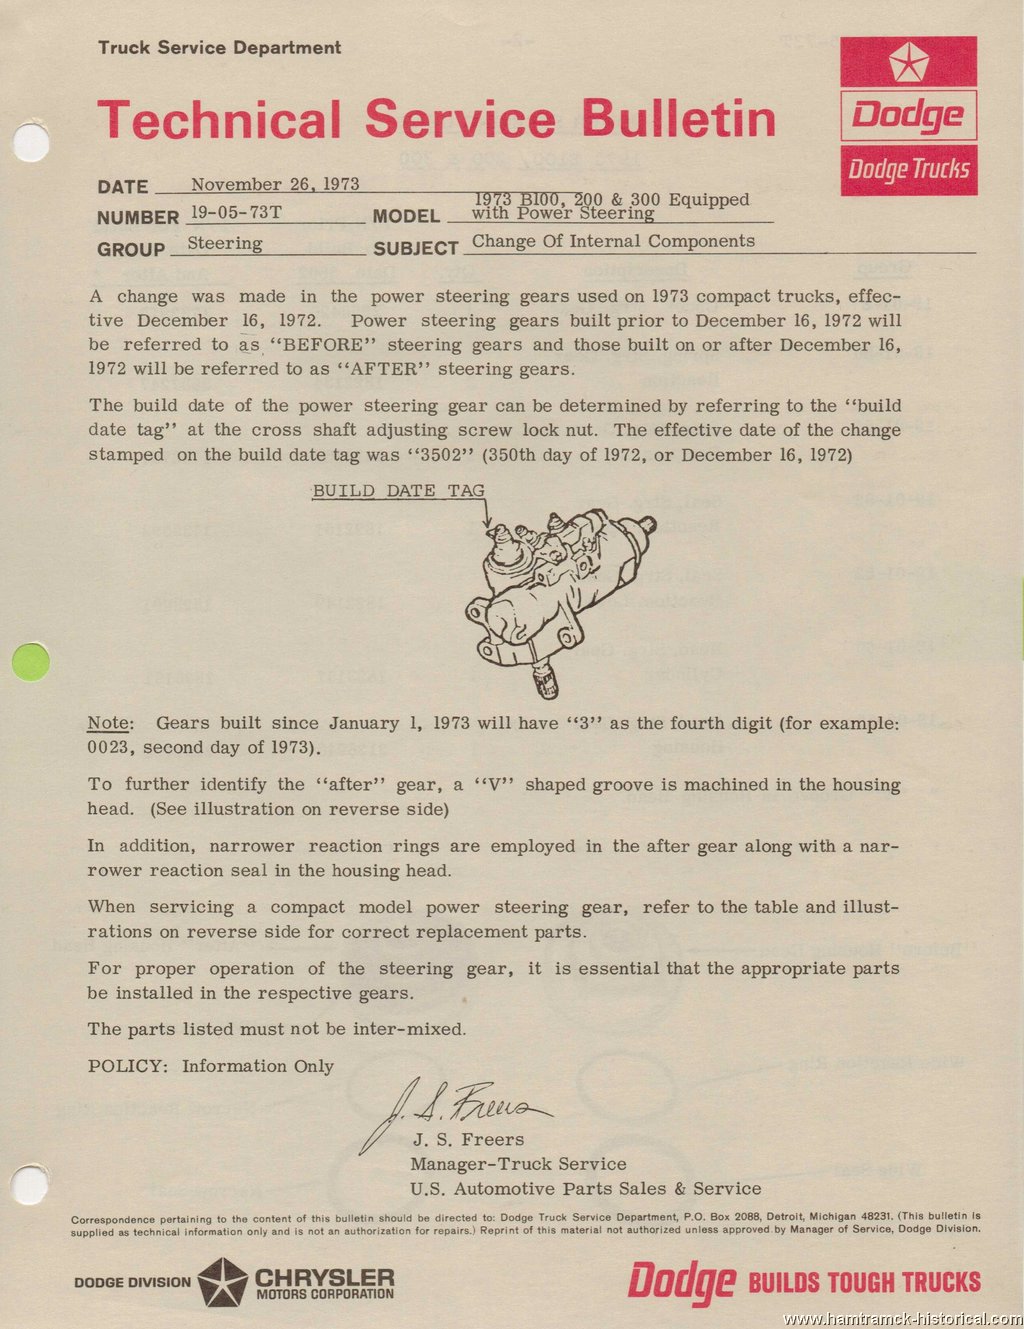 Truck Service Department
Technical Service Bulletin
Dodge
Dodge Trucks
DATE November 26, 1973
NUMBER 19-05-73T
MODEL 1973 B100, 200 & 300 Equipped
with Power Steering
GROUP Steering
SUBJECT Change Of Internal Components
A change was made in the power steering gears used on 1973 compact trucks, effec-
tive December 16, 1972. Power steering gears built prior to December 16, 1972 will
be referred to as "BEFORE" steering gears and those built on or after December 16,
1972 will be referred to as "AFTER" steering gears.
The build date of the power steering gear can be determined by referring to the "build
date tag" at the cross shaft adjusting screw lock nut. The effective date of the change
stamped on the build date tag was "3502" (350th day of 1972, or December 16, 1972)
BUILD DATE TAG
Note: Gears built since January 1, 1973 will have "3" as the fourth digit (for example:
0023, second day of 1973).
To further identify the "after" gear, a "V" shaped groove is machined in the housing
head. (See illustration on reverse side)
In addition, narrower reaction rings are employed in the after gear along with a nar-
rower reaction seal in the housing head.
When servicing a compact model power steering gear, refer to the table and illust-
rations on reverse side for correct replacement parts.
For proper operation of the steering gear, it is essential that the appropriate parts
be installed in the respective gears.
The parts listed must not be inter-mixed.
POLICY: Information Only
J. S. Freers
J. S. Freers
Manager-Truck Service
U.S. Automotive Parts Sales & Service
Correspondence pertaining to the content of this bulletin should be directed to: Dodge Truck Service Department, P.O. Box 2088, Detroit, Michigan 48231. (This bulletin is
supplied as technical information only and is not an authorization for repairs.) Reprint of this material not authorized unless approved by Manager of Service, Dodge Division.
DODGE DIVISION CHRYSLER
MOTORS CORPORATION
Dodge BUILDS TOUGH TRUCKS
www.hamtramck-historical.com